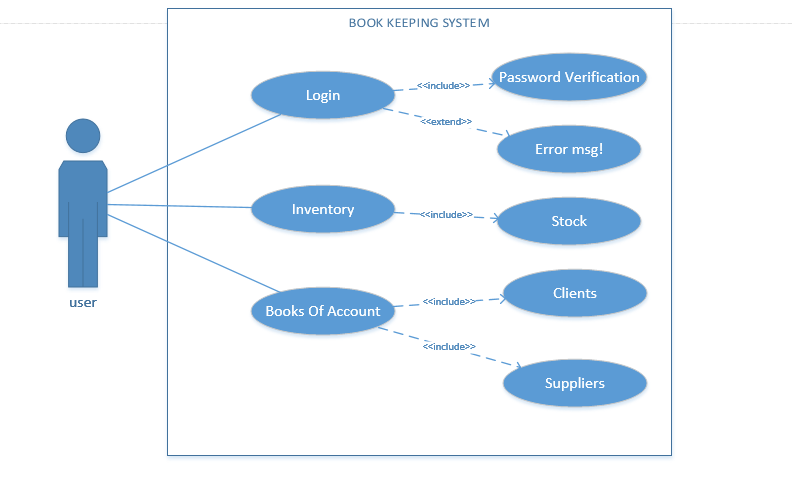 BOOK KEEPING SYSTEM
Login
<<include>>
Password Verification
<<extend>>
Error msg!
Inventory
<<include>>
Stock
Books Of Account
<<include>>
Clients
<<include>>
Suppliers
user